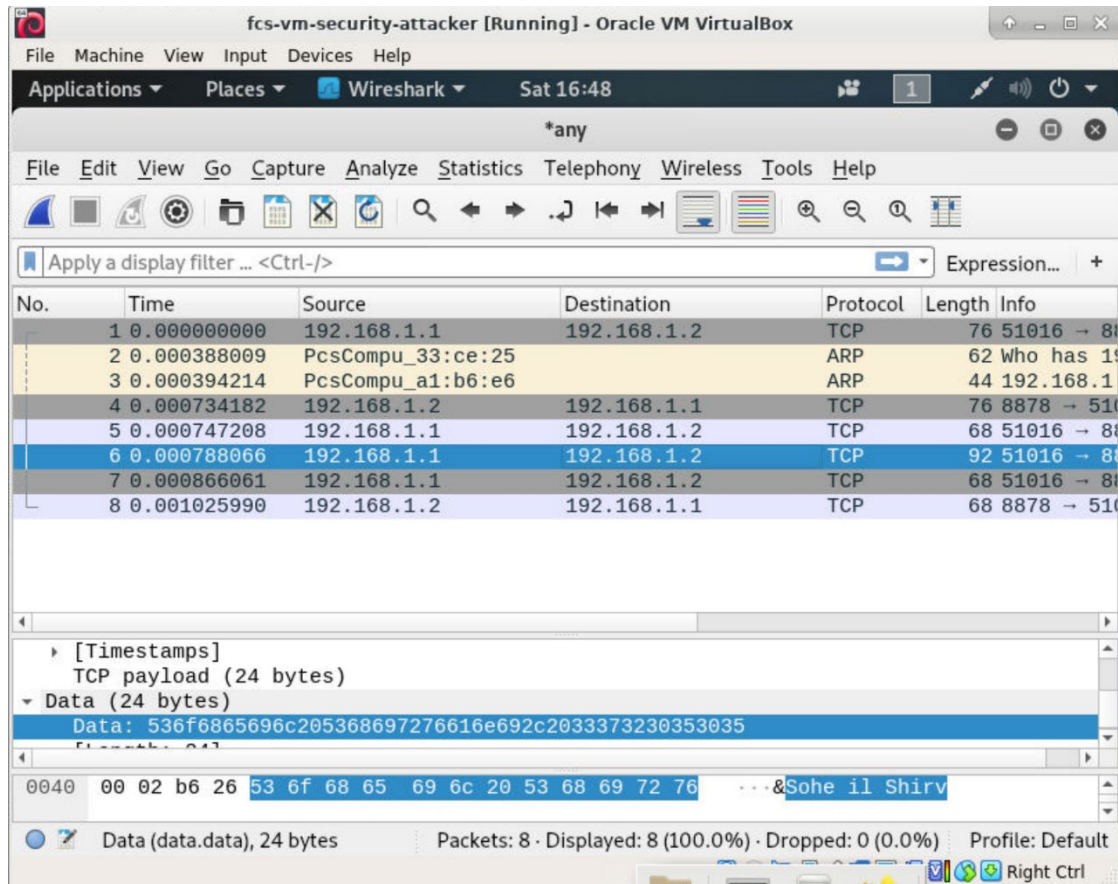 fcs-vm-security-attacker [Running] - Oracle VM VirtualBox
File Machine View Input Devices Help
Applications Places Wireshark Sat 16:48 1
*any
File Edit View Go Capture Analyze Statistics Telephony Wireless Tools Help
Apply a display filter ... <Ctrl-/> Expression... +
No. Time Source Destination Protocol Length Info
1 0.000000000 192.168.1.1 192.168.1.2 TCP 76 51016 → 88
2 0.000388009 PcsCompu_33:ce:25 ARP 62 Who has 19
3 0.000394214 PcsCompu_a1:b6:e6 ARP 44 192.168.1
4 0.000734182 192.168.1.2 192.168.1.1 TCP 76 8878 → 510
5 0.000747208 192.168.1.1 192.168.1.2 TCP 68 51016 → 88
6 0.000788066 192.168.1.1 192.168.1.2 TCP 92 51016 → 88
7 0.000866061 192.168.1.1 192.168.1.2 TCP 68 51016 → 88
8 0.001025990 192.168.1.2 192.168.1.1 TCP 68 8878 → 510
[Timestamps]
TCP payload (24 bytes)
Data (24 bytes)
Data: 536f6865696c205368697276616e692c2033373230353035
0040 00 02 b6 26 53 6f 68 65 69 6c 20 53 68 69 72 76 ···&Sohe il Shirv
Data (data.data), 24 bytes Packets: 8 · Displayed: 8 (100.0%) · Dropped: 0 (0.0%) Profile: Default
Right Ctrl